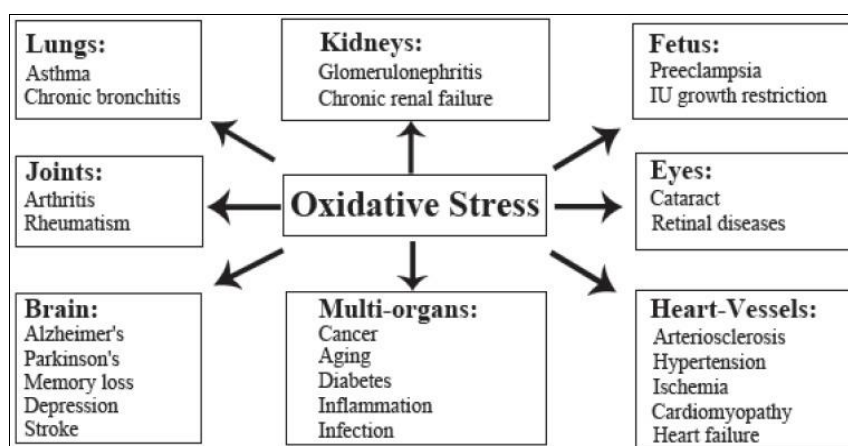 Lungs:
Asthma
Chronic bronchitis
Kidneys:
Glomerulonephritis
Chronic renal failure
Fetus:
Preeclampsia
IU growth restriction
Joints:
Arthritis
Rheumatism
Oxidative Stress
Eyes:
Cataract
Retinal diseases
Brain:
Alzheimer's
Parkinson's
Memory loss
Depression
Stroke
Multi-organs:
Cancer
Aging
Diabetes
Inflammation
Infection
Heart-Vessels:
Arteriosclerosis
Hypertension
Ischemia
Cardiomyopathy
Heart failure